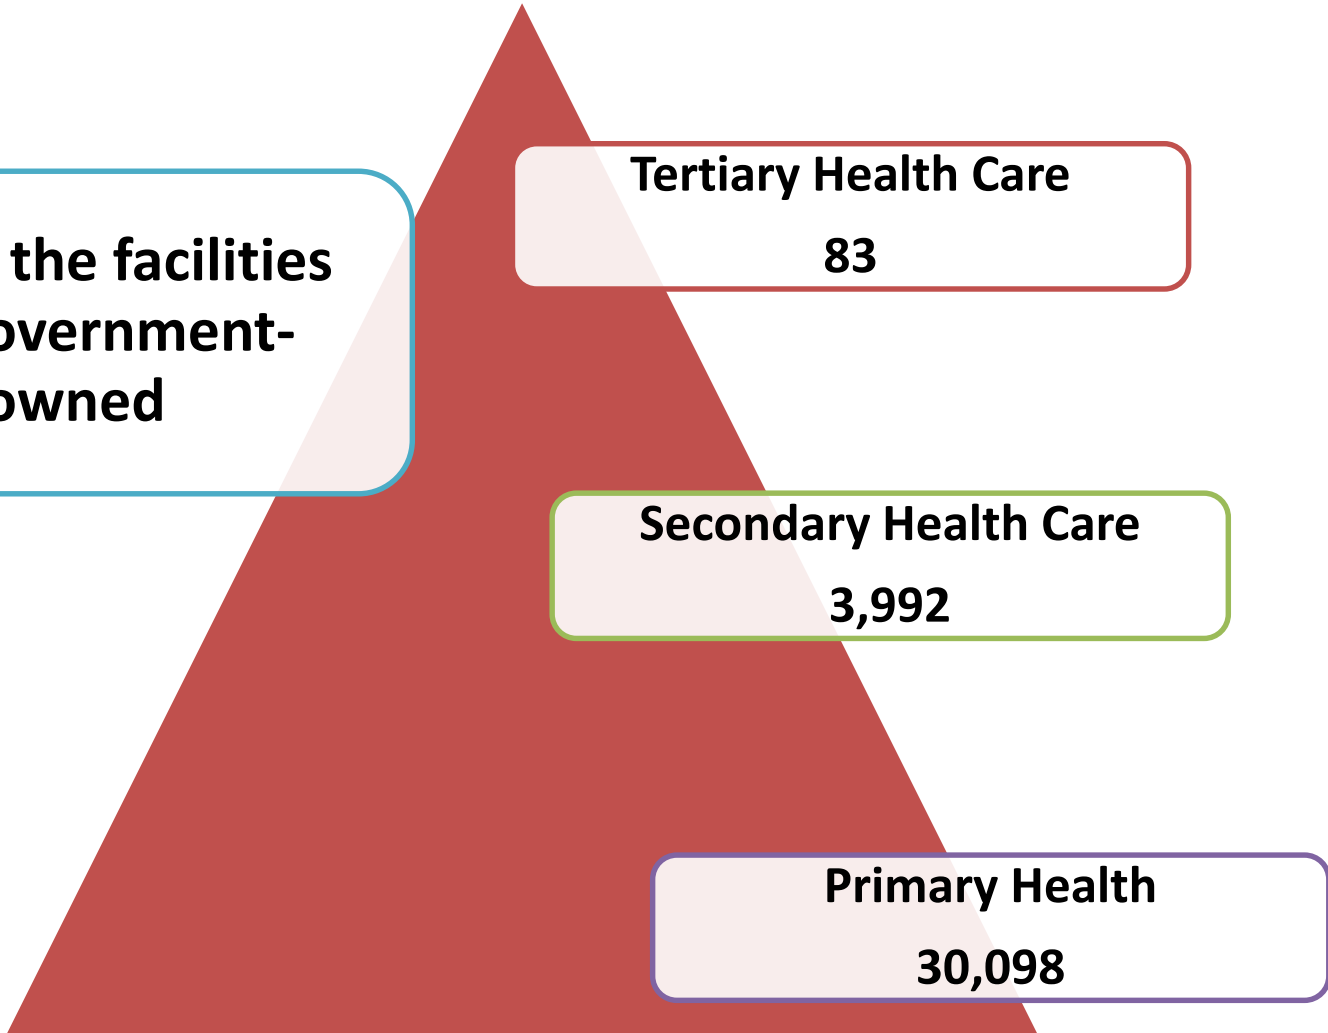 Tertiary Health Care
83
the facilities
overnment-
owned
Secondary Health Care
3,992
Primary Health
30,098